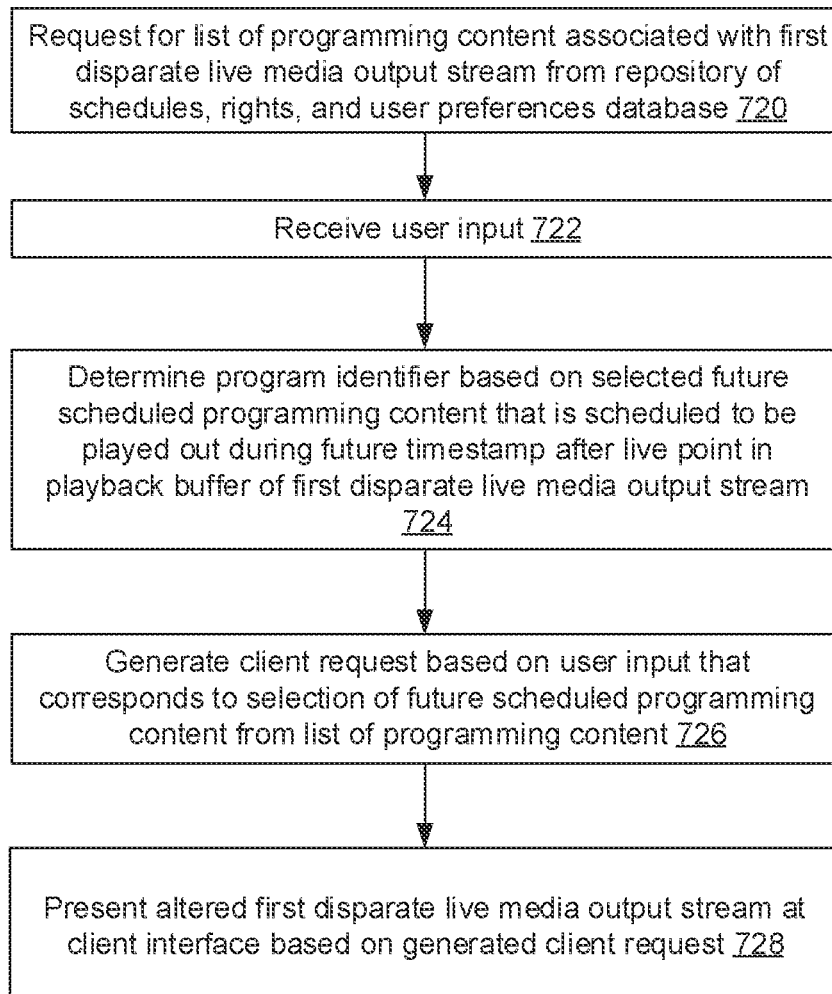 Request for list of programming content associated with first
disparate live media output stream from repository of
schedules, rights, and user preferences database 720
Receive user input 722
Determine program identifier based on selected future
scheduled programming content that is scheduled to be
played out during future timestamp after live point in
playback buffer of first disparate live media output stream
724
Generate client request based on user input that
corresponds to selection of future scheduled programming
content from list of programming content 726
Present altered first disparate live media output stream at
client interface based on generated client request 728